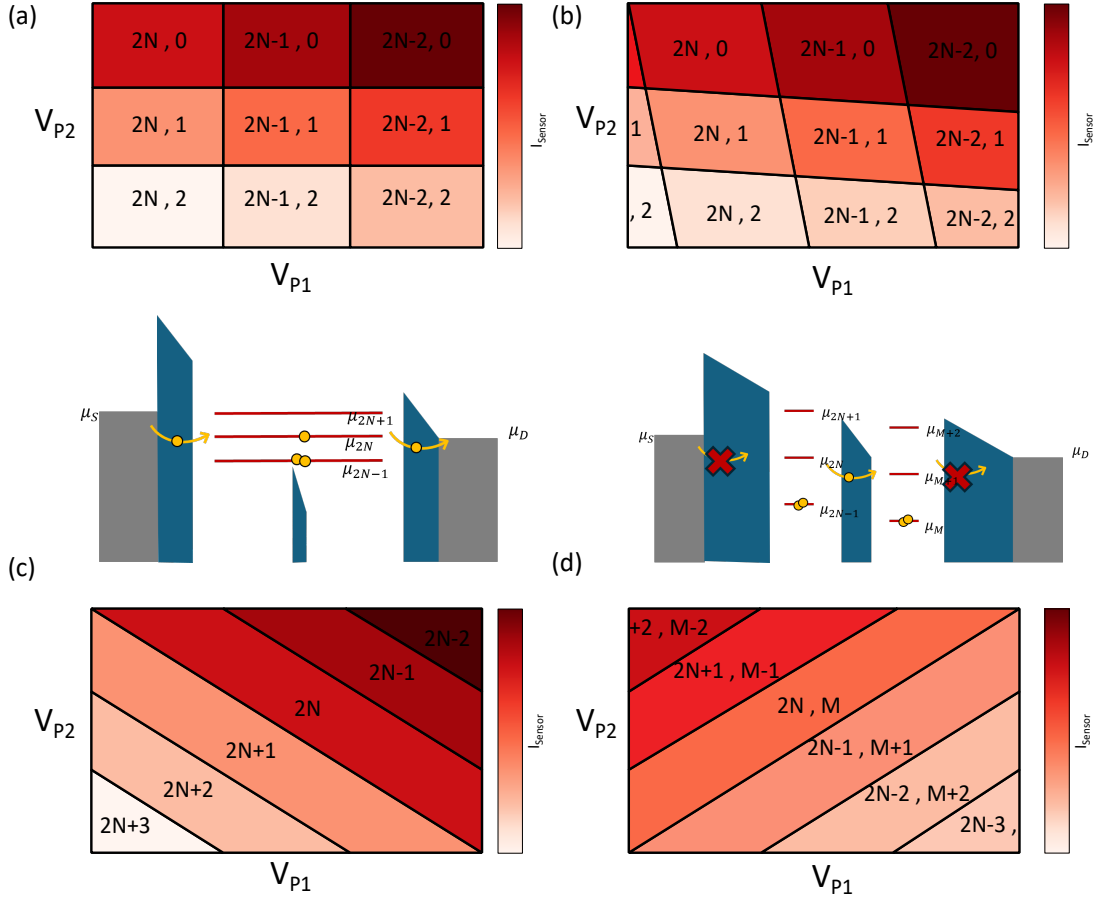 (a)
2N , 0
2N-1 , 0
2N-2, 0
2N , 1
2N-1 , 1
2N-2, 1
2N , 2
2N-1 , 2
2N-2, 2
V_P2
V_P1
I_Sensor
(b)
2N , 0
2N-1 , 0
2N-2, 0
1
2N , 1
2N-1 , 1
2N-2, 1
, 2
2N , 2
2N-1 , 2
2N-2, 2
V_P2
V_P1
I_Sensor
μ_S
μ_2N+1
μ_2N
μ_2N−1
μ_D
μ_S
μ_2N+1
μ_2N
μ_2N−1
μ_M+2
μ_M
μ_D
(c)
2N-2
2N-1
2N
2N+1
2N+2
2N+3
V_P2
V_P1
I_Sensor
(d)
+2 , M-2
2N+1 , M-1
2N , M
2N-1 , M+1
2N-2 , M+2
2N-3 ,
V_P2
V_P1
I_Sensor